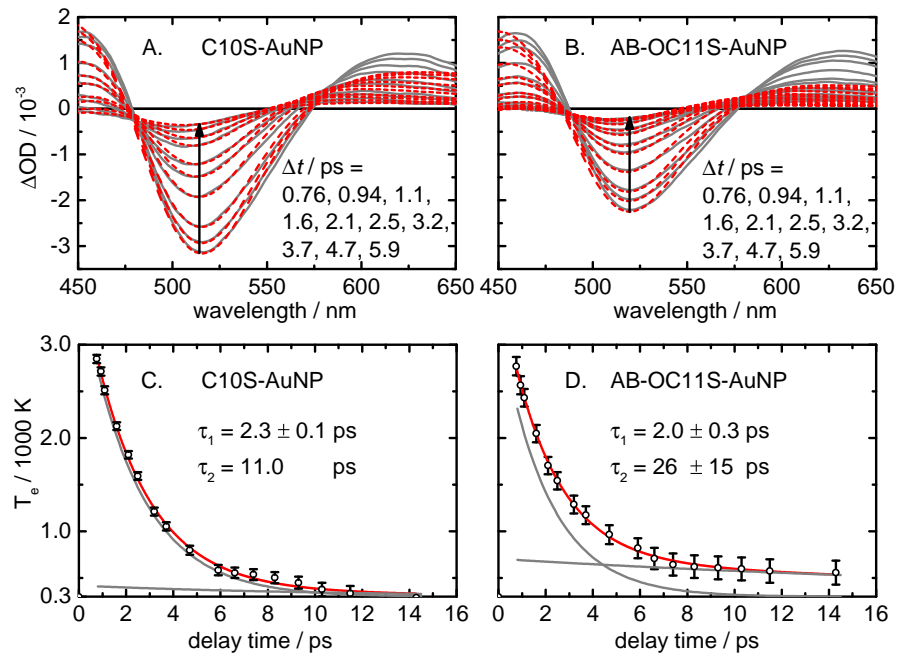 A. C10S-AuNP
2
1
0
-1
-2
-3
ΔOD / 10⁻³
Δt / ps =
0.76, 0.94, 1.1,
1.6, 2.1, 2.5, 3.2,
3.7, 4.7, 5.9
450 500 550 600 650
wavelength / nm
B. AB-OC11S-AuNP
Δt / ps =
0.76, 0.94, 1.1,
1.6, 2.1, 2.5, 3.2,
3.7, 4.7, 5.9
450 500 550 600 650
wavelength / nm
C. C10S-AuNP
3.0
2.0
1.0
0.3
Tₑ / 1000 K
τ₁ = 2.3 ± 0.1 ps
τ₂ = 11.0 ps
0 2 4 6 8 10 12 14 16
delay time / ps
D. AB-OC11S-AuNP
τ₁ = 2.0 ± 0.3 ps
τ₂ = 26 ± 15 ps
0 2 4 6 8 10 12 14 16
delay time / ps